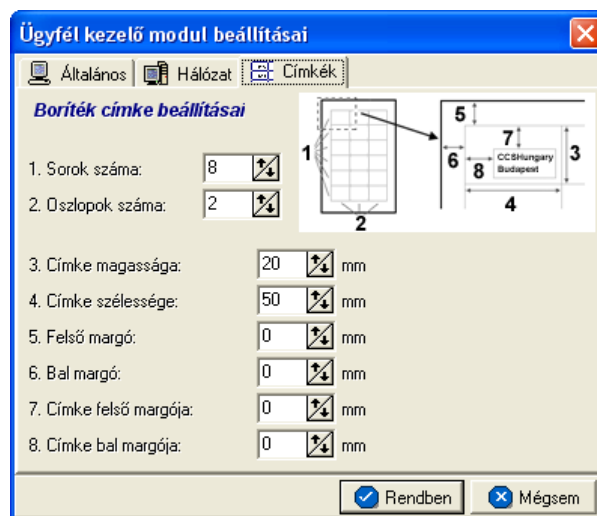 Ügyfél kezelő modul beállításai
Általános Hálózat Címkék
Boríték címke beállításai
1. Sorok száma: 8
2. Oszlopok száma: 2
1
2
5
7
6
8
3
4
CCSHungary
Budapest
3. Címke magassága: 20 mm
4. Címke szélessége: 50 mm
5. Felső margó: 0 mm
6. Bal margó: 0 mm
7. Címke felső margója: 0 mm
8. Címke bal margója: 0 mm
Rendben Mégsem